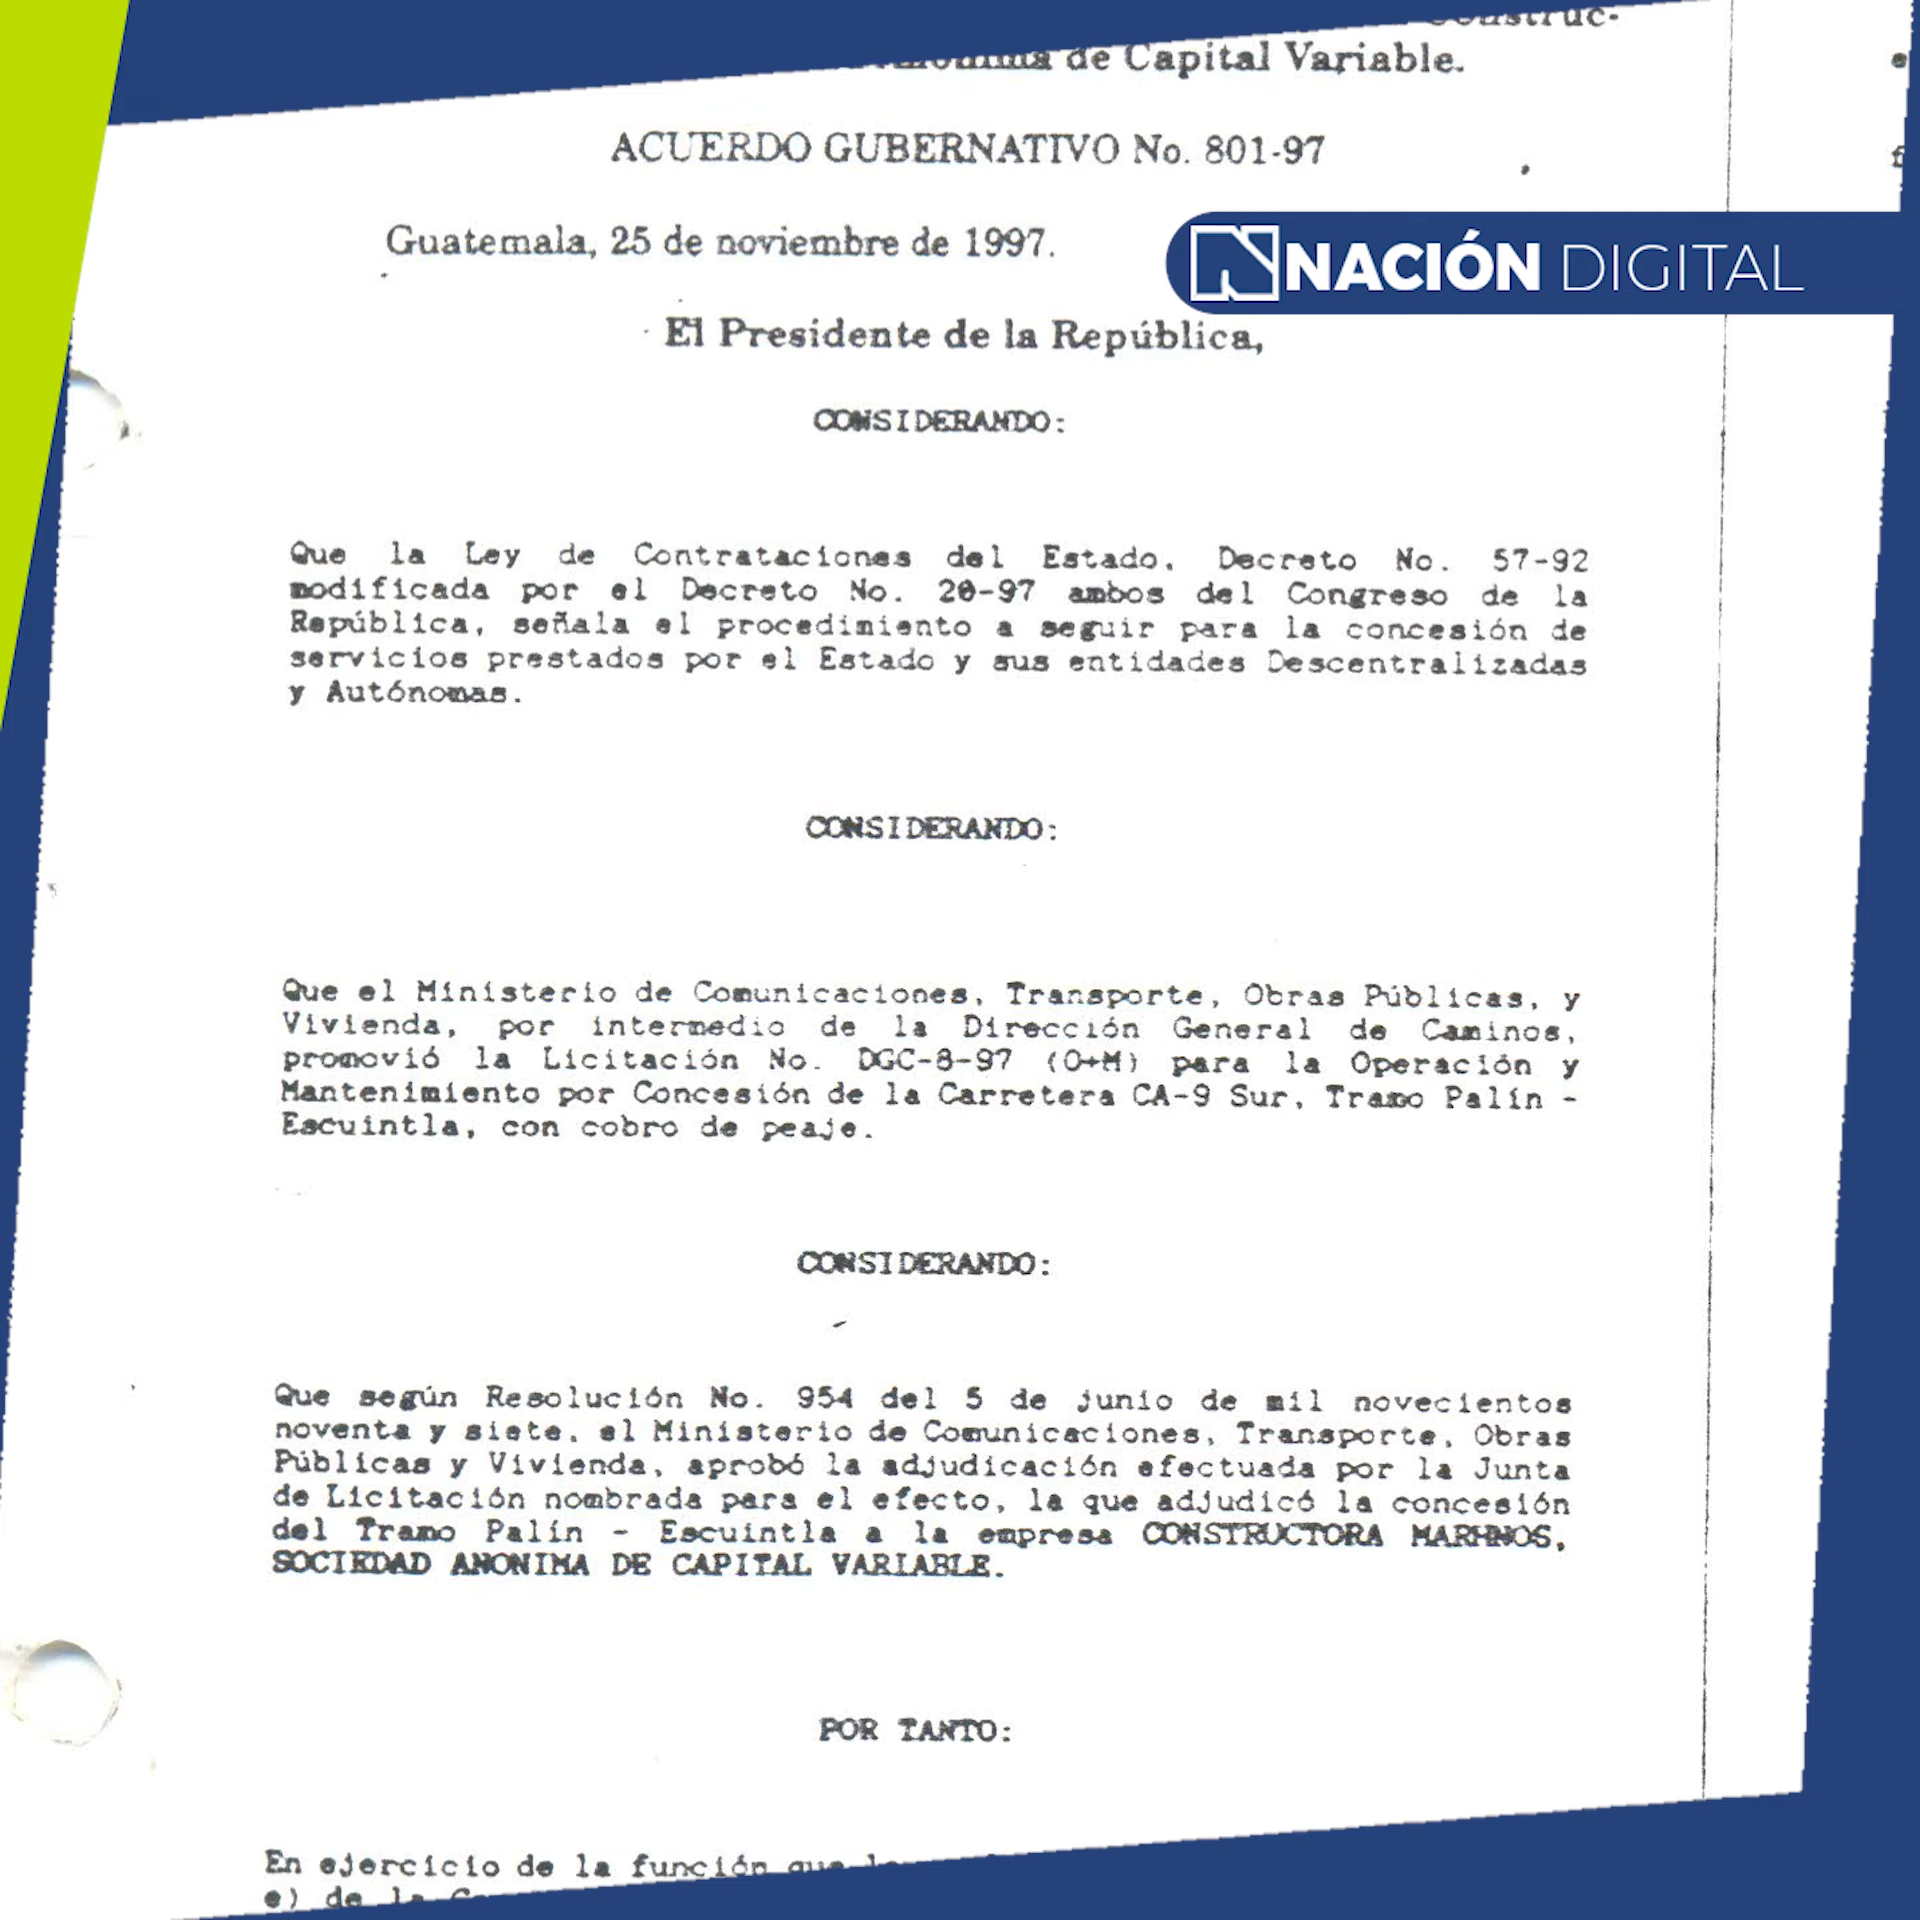 de Capital Variable.
ACUERDO GUBERNATIVO No. 801-97
Guatemala, 25 de noviembre de 1997.
NACIÓN DIGITAL
El Presidente de la República,
CONSIDERANDO:
Que la Ley de Contrataciones del Estado, Decreto No. 57-92
modificada por el Decreto No. 20-97 ambos del Congreso de la
República, señala el procedimiento a seguir para la concesión de
servicios prestados por el Estado y sus entidades Descentralizadas
y Autónomas.
CONSIDERANDO:
Que el Ministerio de Comunicaciones, Transporte, Obras Públicas, y
Vivienda, por intermedio de la Dirección General de Caminos,
promovió la Licitación No. DGC-8-97 (O+M) para la Operación y
Mantenimiento por Concesión de la Carretera CA-9 Sur, Tramo Palín -
Escuintla, con cobro de peaje.
CONSIDERANDO:
Que según Resolución No. 954 del 5 de junio de mil novecientos
noventa y siete, el Ministerio de Comunicaciones, Transporte, Obras
Públicas y Vivienda, aprobó la adjudicación efectuada por la Junta
de Licitación nombrada para el efecto, la que adjudicó la concesión
del Tramo Palín - Escuintla a la empresa CONSTRUCTORA MARHNOS,
SOCIEDAD ANONIMA DE CAPITAL VARIABLE.
POR TANTO:
En ejercicio de la función que
e) de la